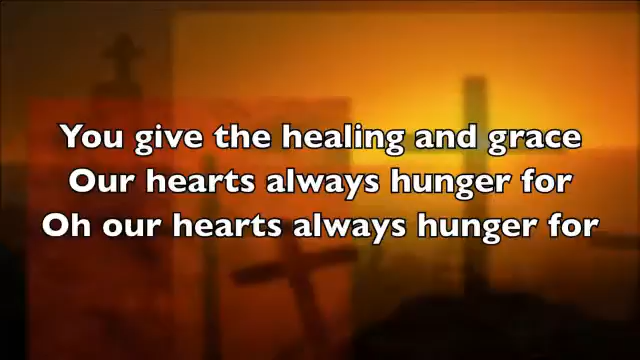 You give the healing and grace
Our hearts always hunger for
Oh our hearts always hunger for